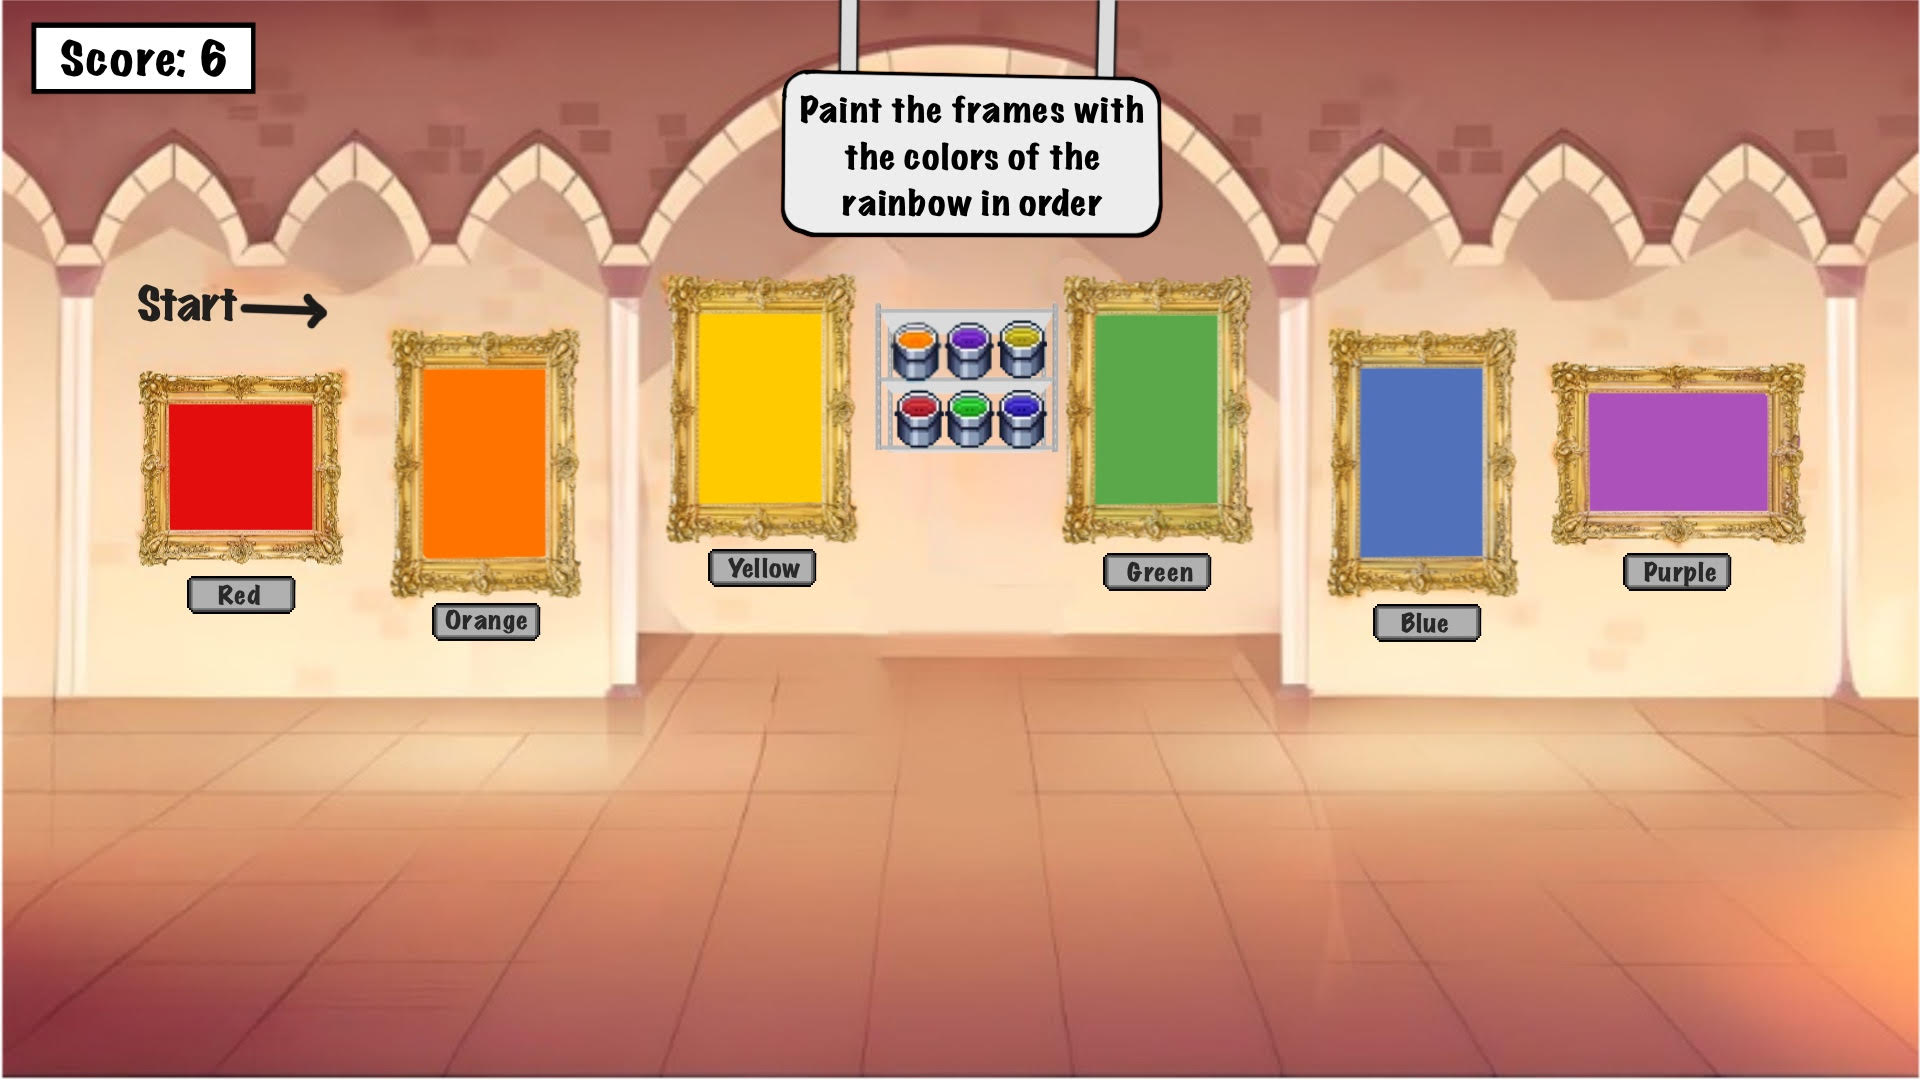 Score: 6
Paint the frames with
the colors of the
rainbow in order
Start
Red
Orange
Yellow
Green
Blue
Purple